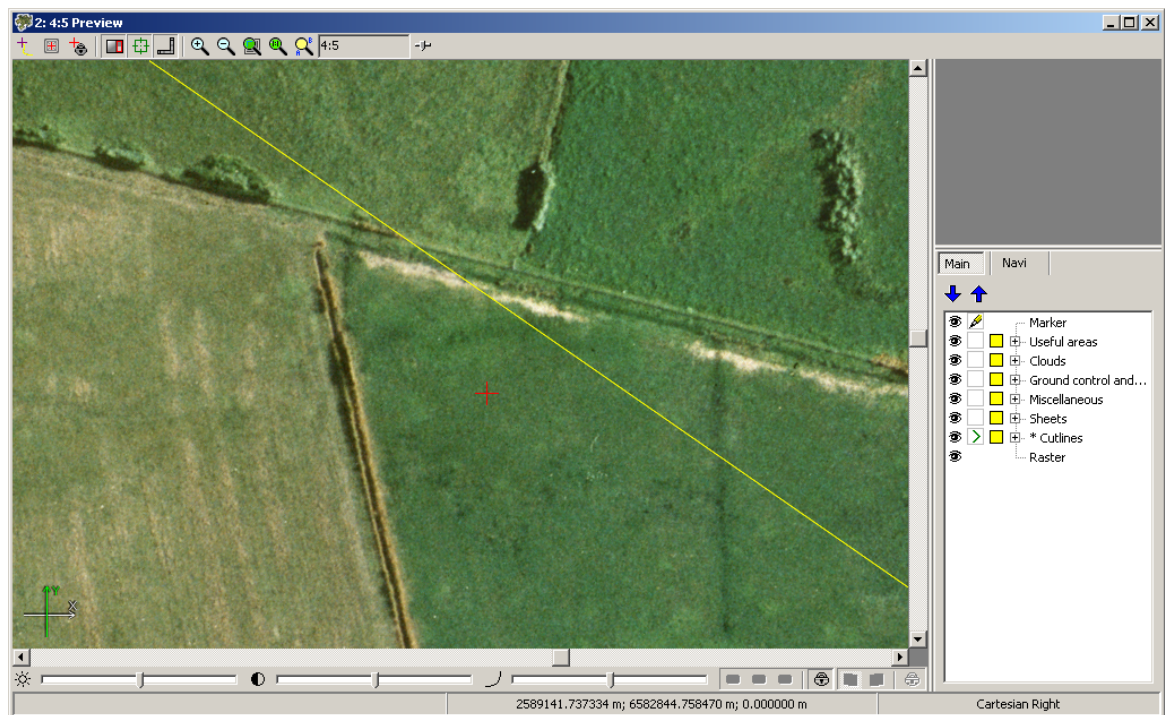 2: 4:5 Preview
4:5
Main Navi
Marker
Useful areas
Clouds
Ground control and...
Miscellaneous
Sheets
* Cutlines
Raster
Y
X
2589141.737334 m; 6582844.758470 m; 0.000000 m
Cartesian Right